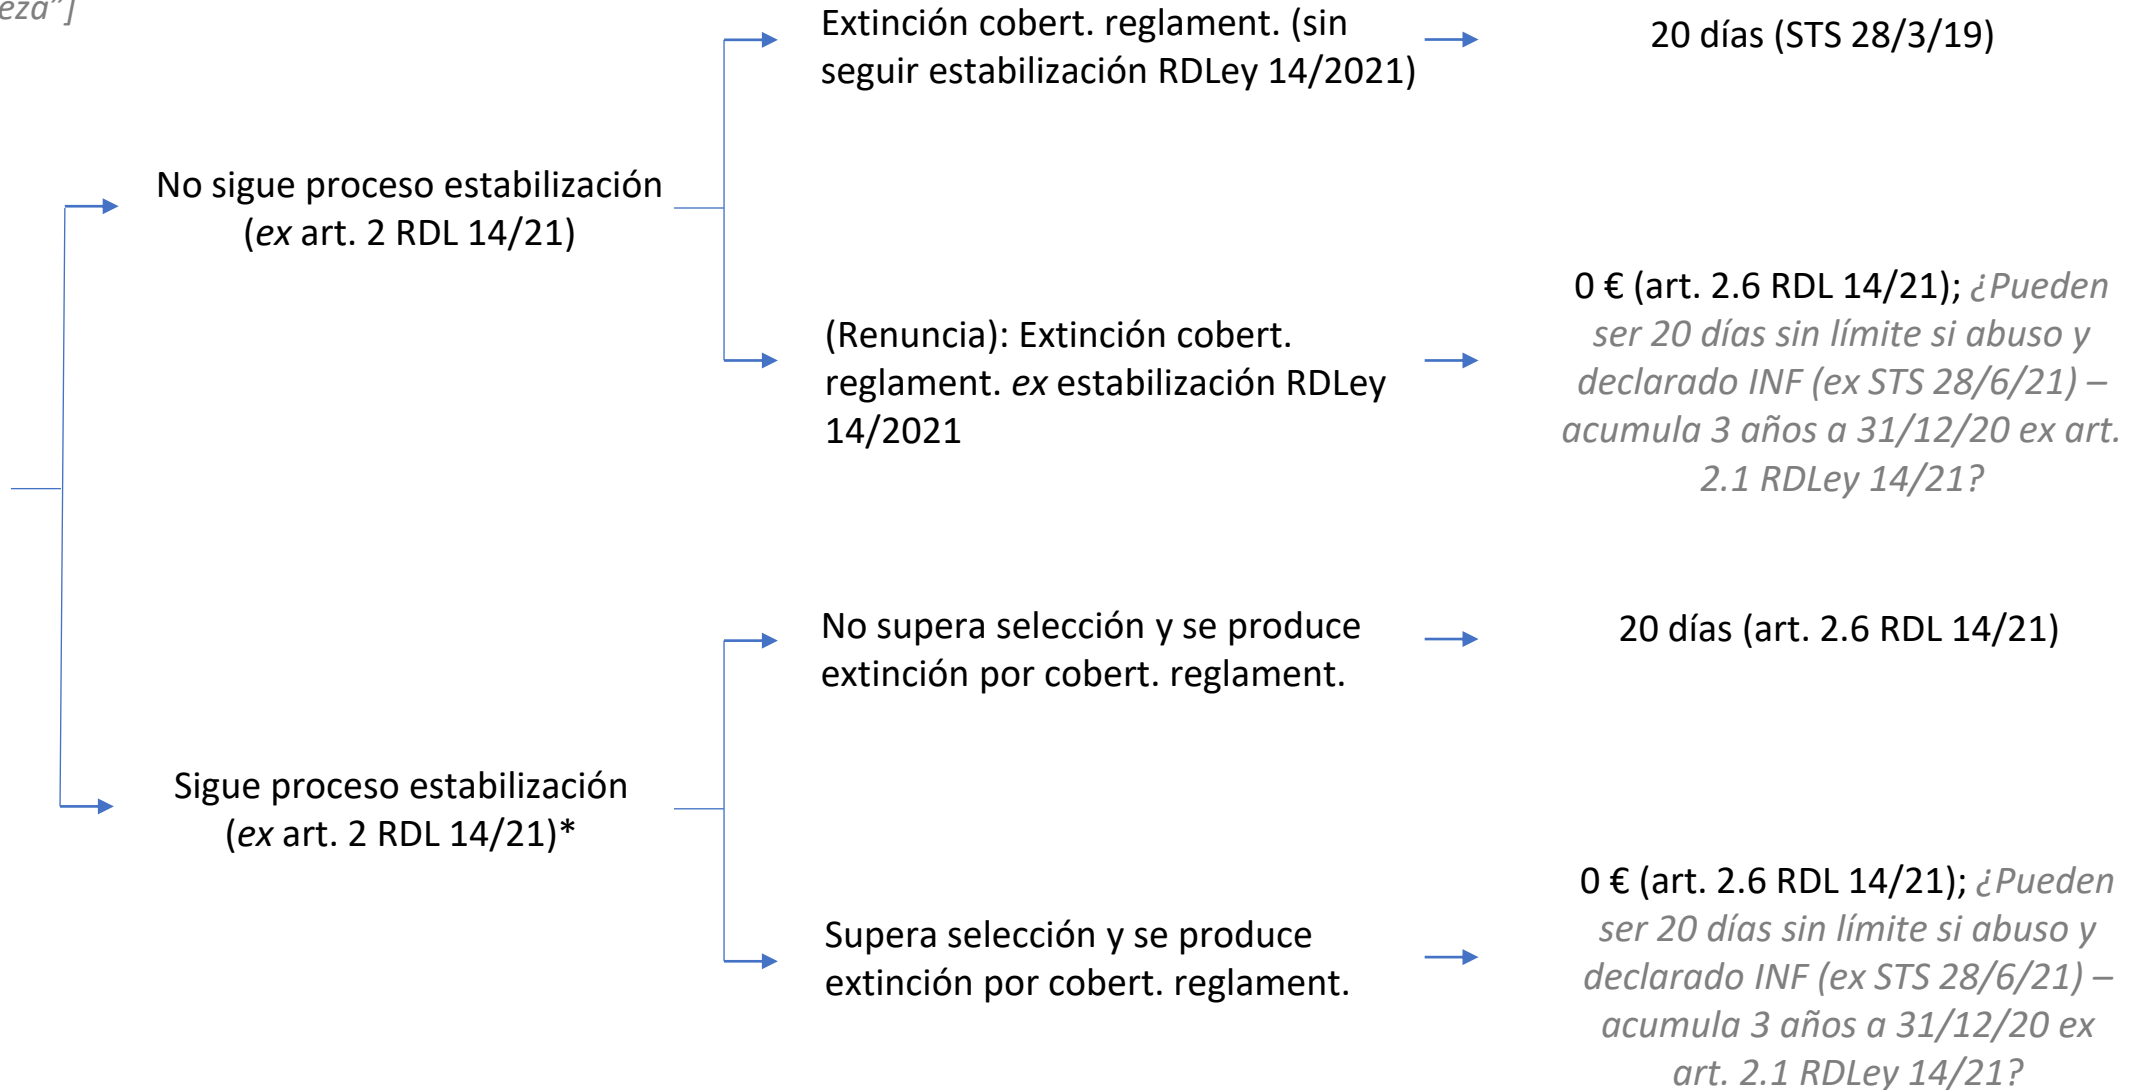 eza”]
Extinción cobert. reglament. (sin
seguir estabilización RDLey 14/2021)
20 días (STS 28/3/19)
No sigue proceso estabilización
(ex art. 2 RDL 14/21)
(Renuncia): Extinción cobert.
reglament. ex estabilización RDLey
14/2021
0 € (art. 2.6 RDL 14/21); ¿Pueden
ser 20 días sin límite si abuso y
declarado INF (ex STS 28/6/21) –
acumula 3 años a 31/12/20 ex art.
2.1 RDLey 14/21?
Sigue proceso estabilización
(ex art. 2 RDL 14/21)*
No supera selección y se produce
extinción por cobert. reglament.
20 días (art. 2.6 RDL 14/21)
Supera selección y se produce
extinción por cobert. reglament.
0 € (art. 2.6 RDL 14/21); ¿Pueden
ser 20 días sin límite si abuso y
declarado INF (ex STS 28/6/21) –
acumula 3 años a 31/12/20 ex
art. 2.1 RDLey 14/21?